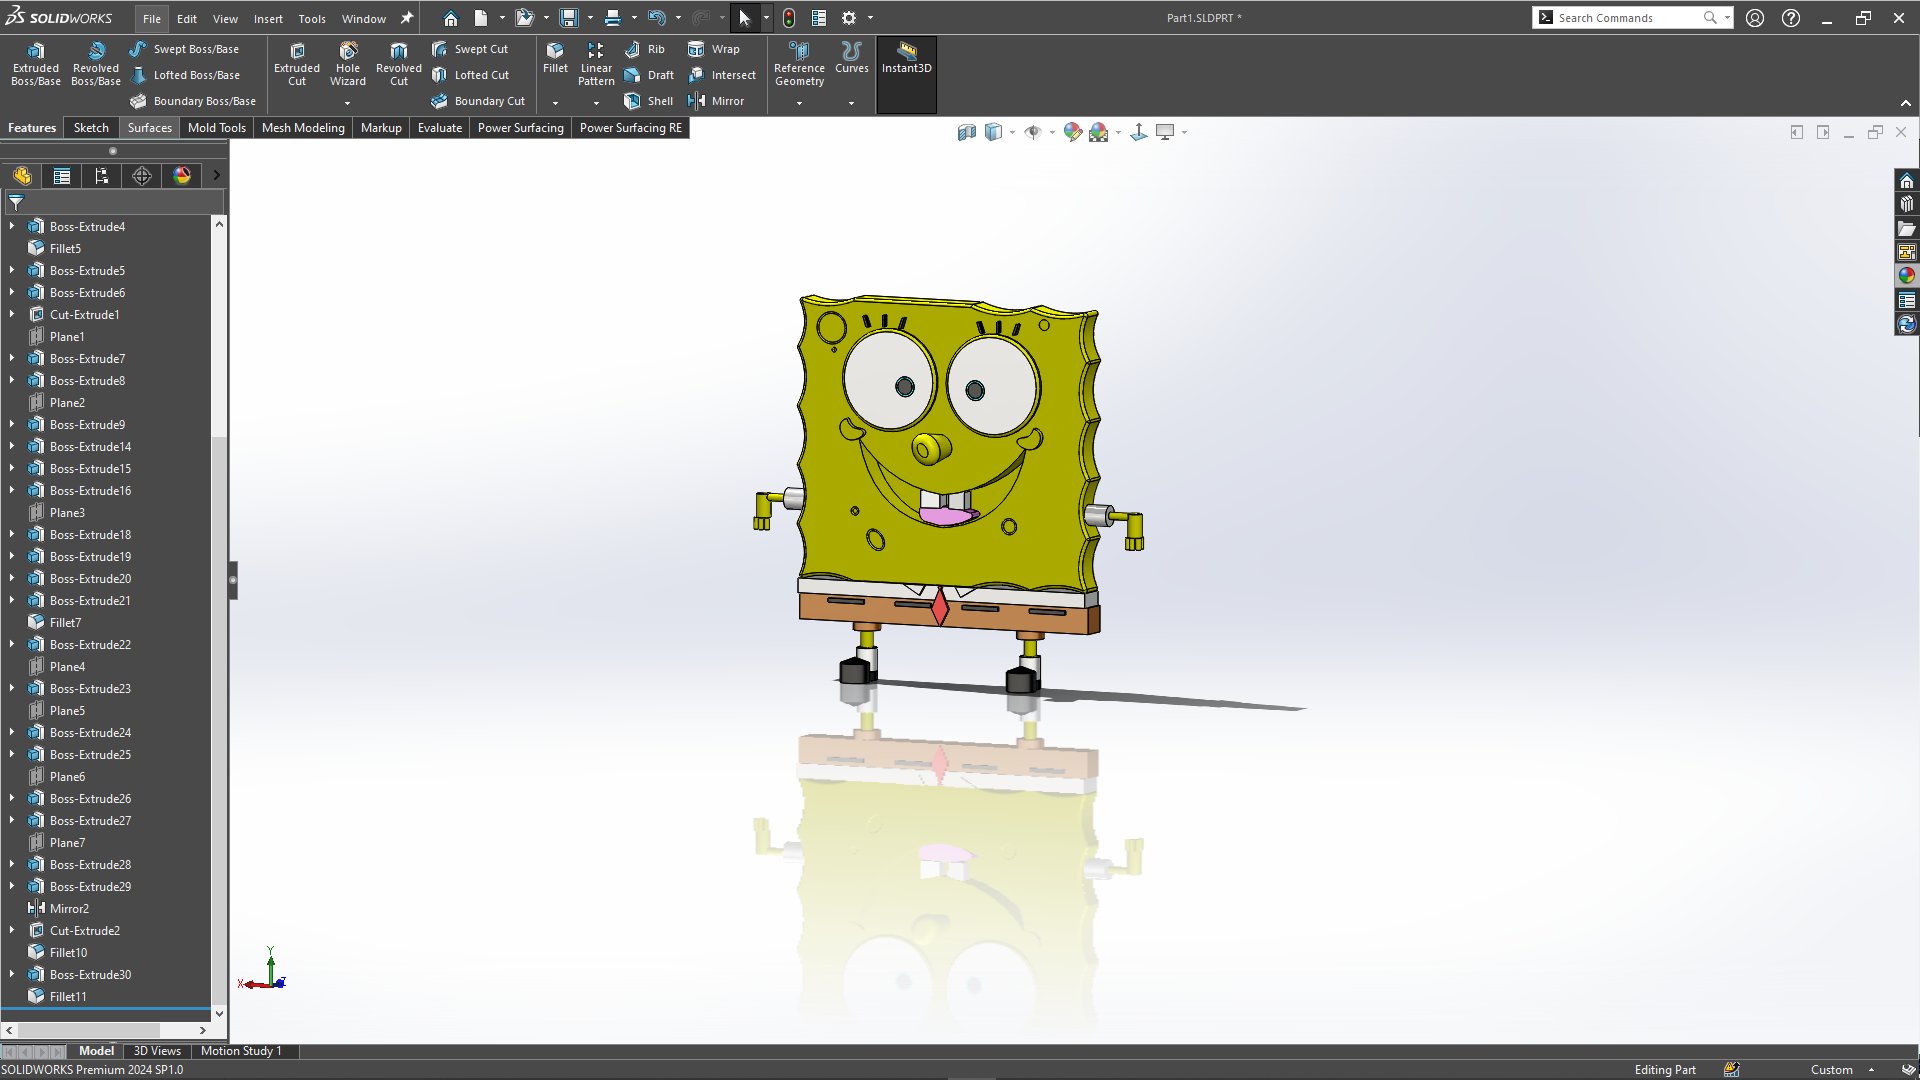 SOLIDWORKS
File Edit View Insert Tools Window
Part1.SLDPRT *
Search Commands
Extruded Boss/Base
Revolved Boss/Base
Swept Boss/Base
Lofted Boss/Base
Boundary Boss/Base
Extruded Cut
Hole Wizard
Revolved Cut
Swept Cut
Lofted Cut
Boundary Cut
Fillet
Linear Pattern
Rib
Draft
Shell
Wrap
Intersect
Mirror
Reference Geometry
Curves
Instant3D
Features Sketch Surfaces Mold Tools Mesh Modeling Markup Evaluate Power Surfacing Power Surfacing RE
Boss-Extrude4
Fillet5
Boss-Extrude5
Boss-Extrude6
Cut-Extrude1
Plane1
Boss-Extrude7
Boss-Extrude8
Plane2
Boss-Extrude9
Boss-Extrude14
Boss-Extrude15
Boss-Extrude16
Plane3
Boss-Extrude18
Boss-Extrude19
Boss-Extrude20
Boss-Extrude21
Fillet7
Boss-Extrude22
Plane4
Boss-Extrude23
Plane5
Boss-Extrude24
Boss-Extrude25
Plane6
Boss-Extrude26
Boss-Extrude27
Plane7
Boss-Extrude28
Boss-Extrude29
Mirror2
Cut-Extrude2
Fillet10
Boss-Extrude30
Fillet11
Y
X
Z
Model 3D Views Motion Study 1
SOLIDWORKS Premium 2024 SP1.0
Editing Part
Custom